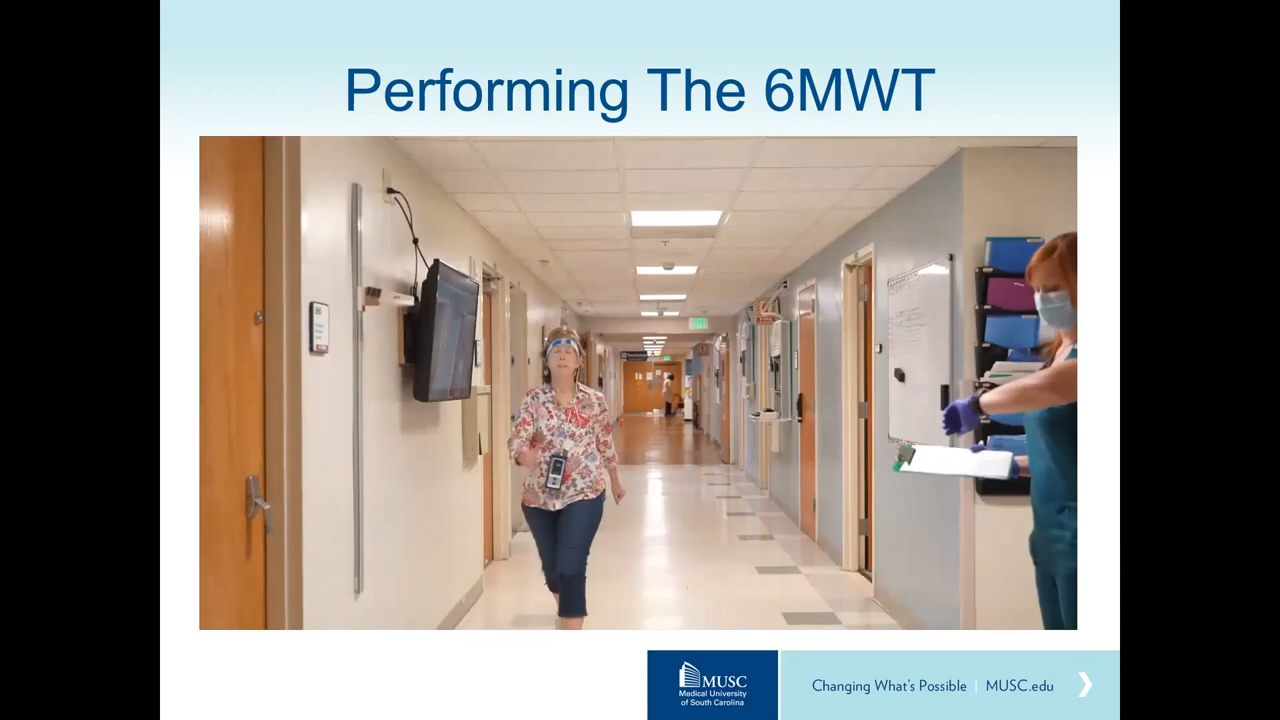 Performing The 6MWT
MUSC
Medical University
of South Carolina
Changing What's Possible | MUSC.edu